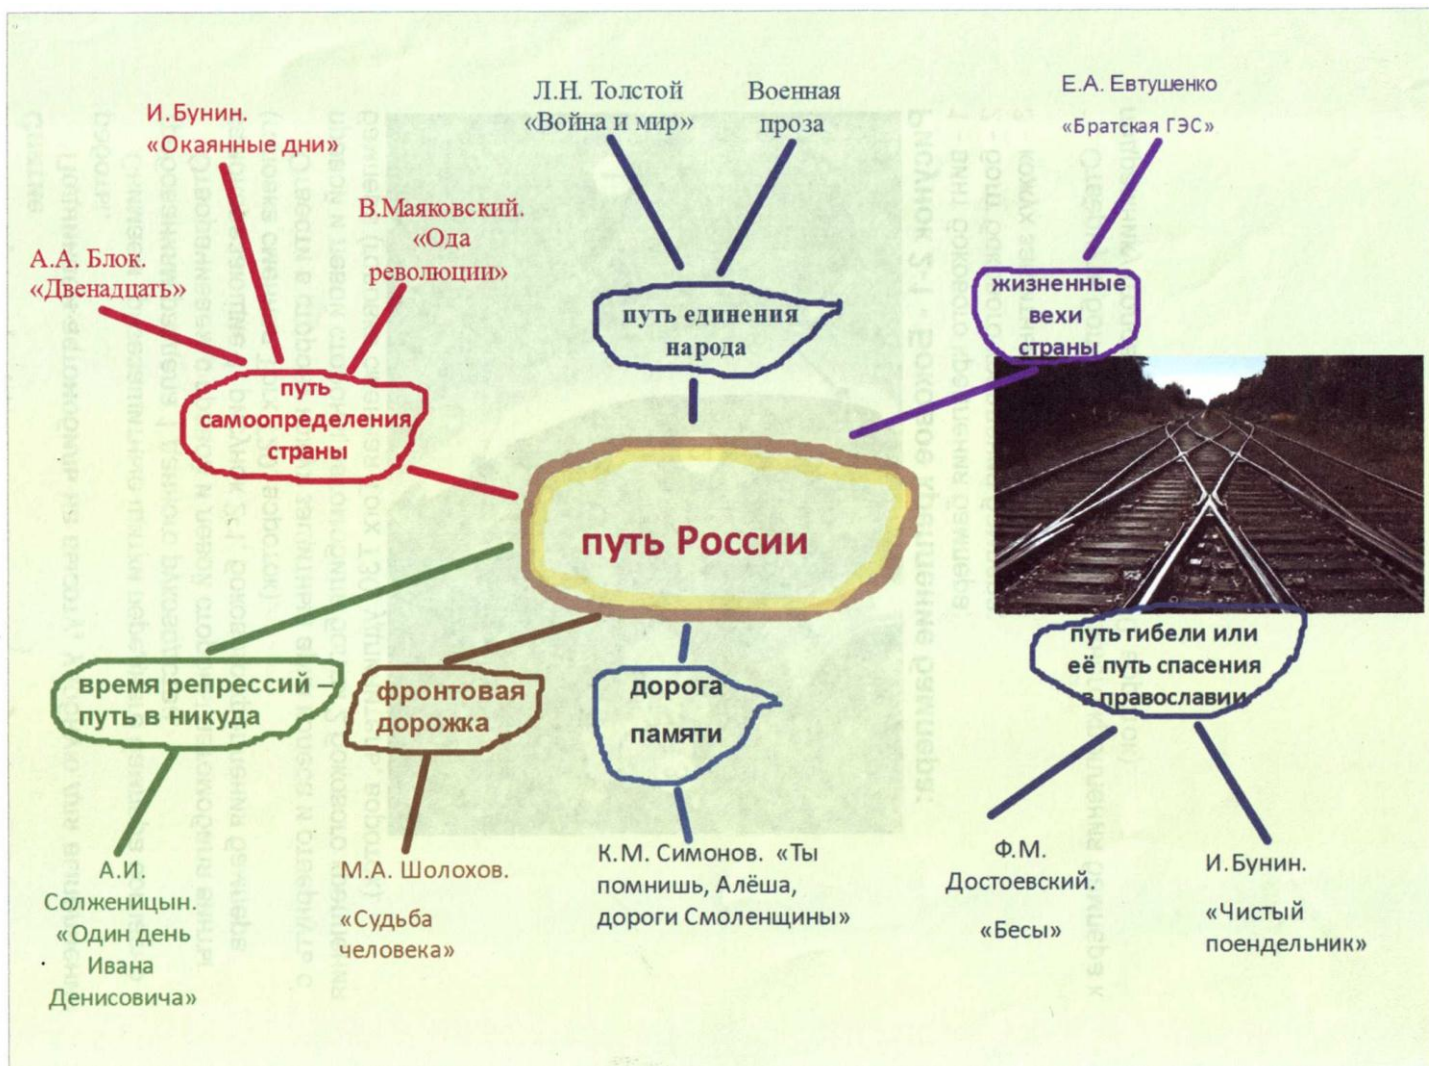 И.Бунин.
«Окаянные дни»
А.А. Блок.
«Двенадцать»
В.Маяковский.
«Ода
революции»
путь
самоопределения
страны
Л.Н. Толстой
«Война и мир»
Военная
проза
путь единения
народа
Е.А. Евтушенко
«Братская ГЭС»
жизненные
вехи
страны
путь России
время репрессий –
путь в никуда
А.И.
Солженицын.
«Один день
Ивана
Денисовича»
фронтовая
дорожка
М.А. Шолохов.
«Судьба
человека»
дорога
памяти
К.М. Симонов. «Ты
помнишь, Алёша,
дороги Смоленщины»
путь гибели или
её путь спасения
в православии
Ф.М.
Достоевский.
«Бесы»
И.Бунин.
«Чистый
поендельник»